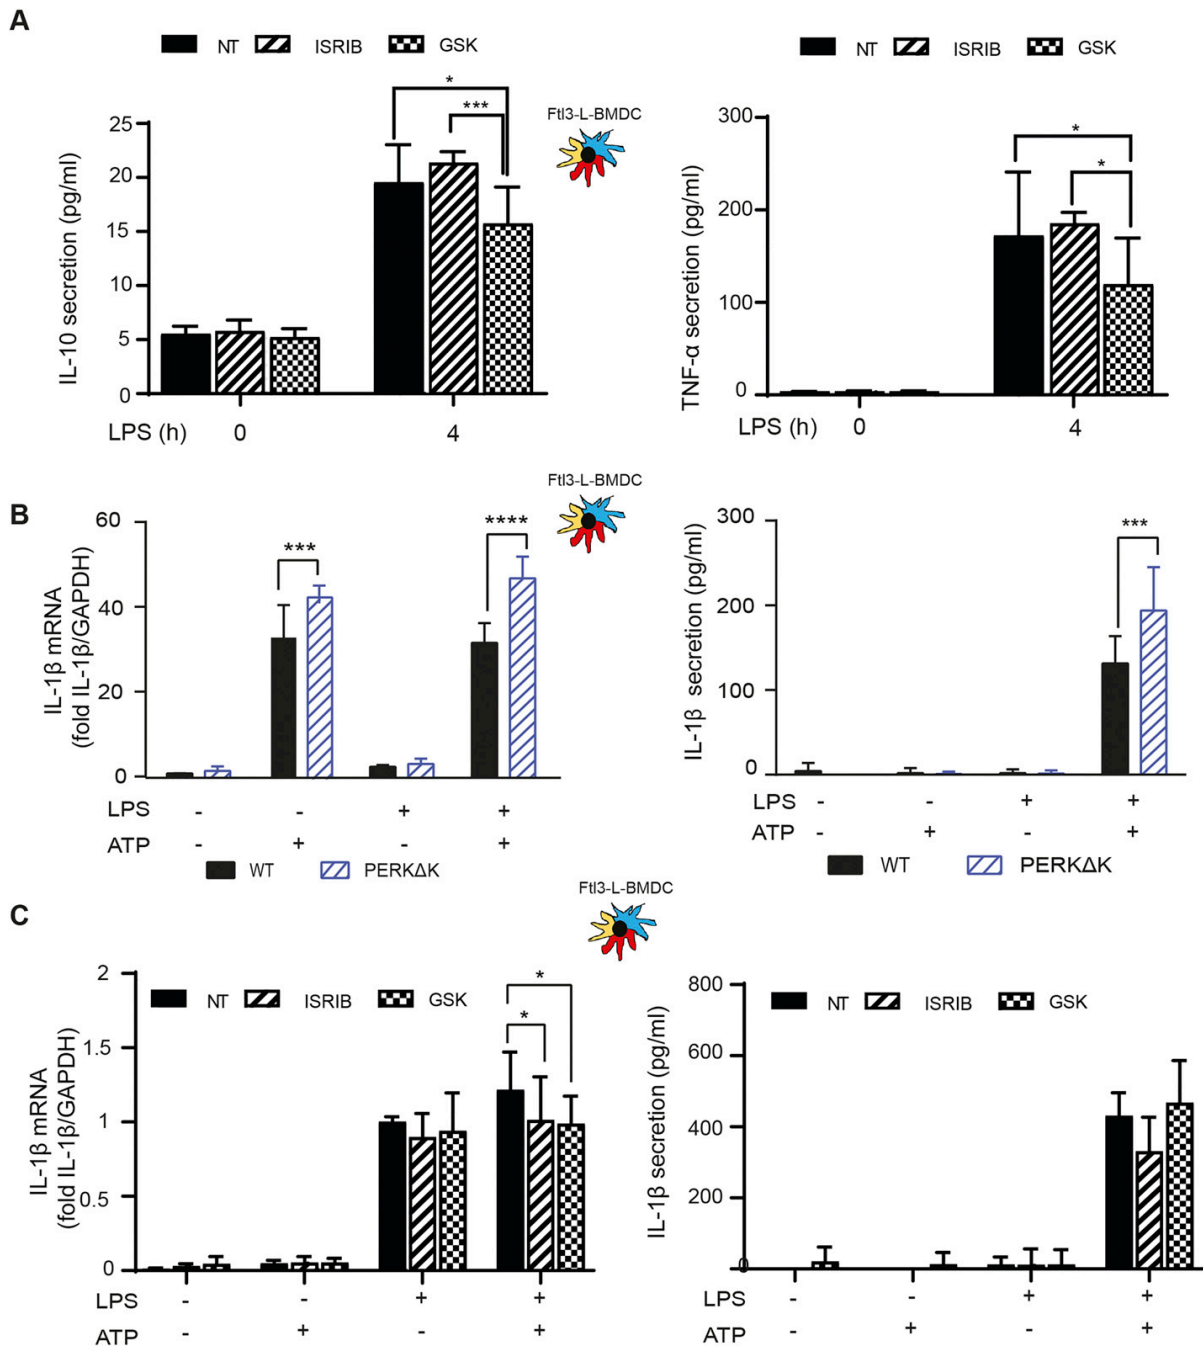 A
NT ISRIB GSK
NT ISRIB GSK
*
***
Ftl3-L-BMDC
*
*
IL-10 secretion (pg/ml)
25
20
15
10
5
0
LPS (h) 0 4
TNF-α secretion (pg/ml)
300
200
100
0
LPS (h) 0 4
B
Ftl3-L-BMDC
IL-1β mRNA
(fold IL-1β/GAPDH)
60
40
20
0
***
****
LPS - - + +
ATP - + - +
WT PERKΔK
IL-1β secretion (pg/ml)
300
200
100
0
***
LPS - - + +
ATP - + - +
WT PERKΔK
C
Ftl3-L-BMDC
IL-1β mRNA
(fold IL-1β/GAPDH)
2
1.5
1
0.5
0
NT ISRIB GSK
*
*
LPS - - + +
ATP - + - +
IL-1β secretion (pg/ml)
800
600
400
200
0
NT ISRIB GSK
LPS - - + +
ATP - + - +